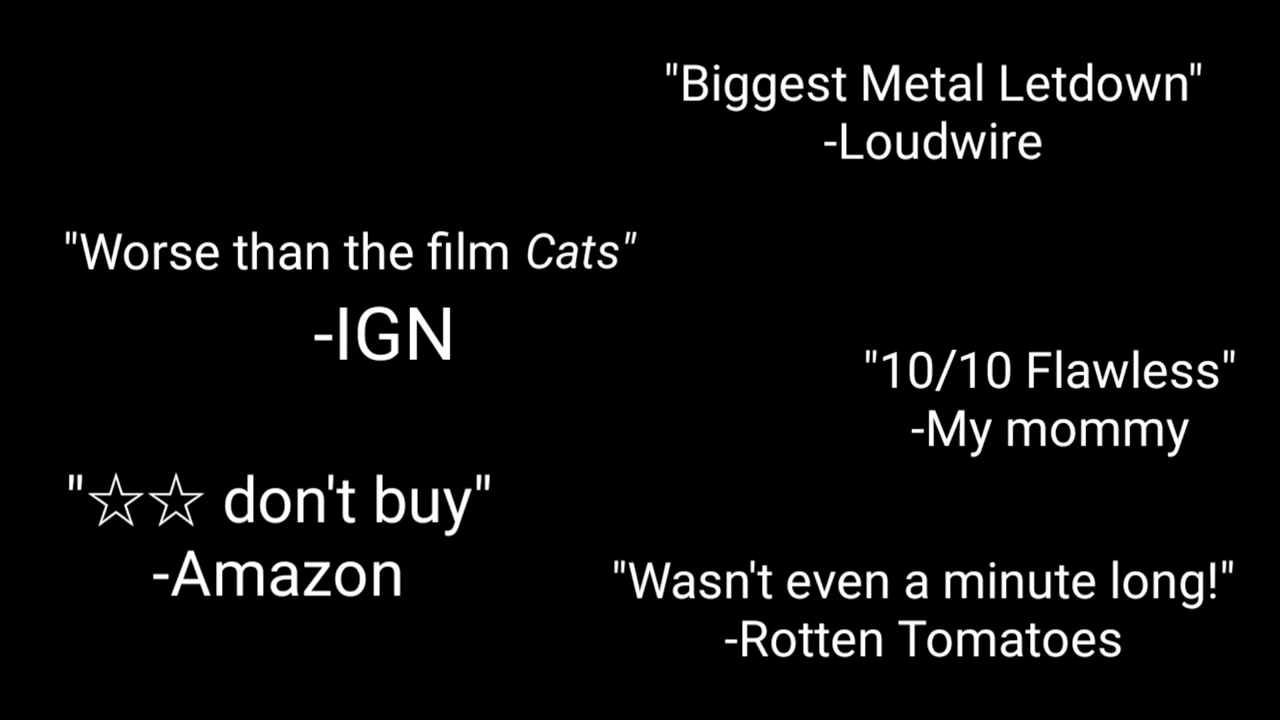 "Biggest Metal Letdown"
-Loudwire
"Worse than the film Cats"
-IGN
"10/10 Flawless"
-My mommy
"☆☆ don't buy"
-Amazon
"Wasn't even a minute long!"
-Rotten Tomatoes